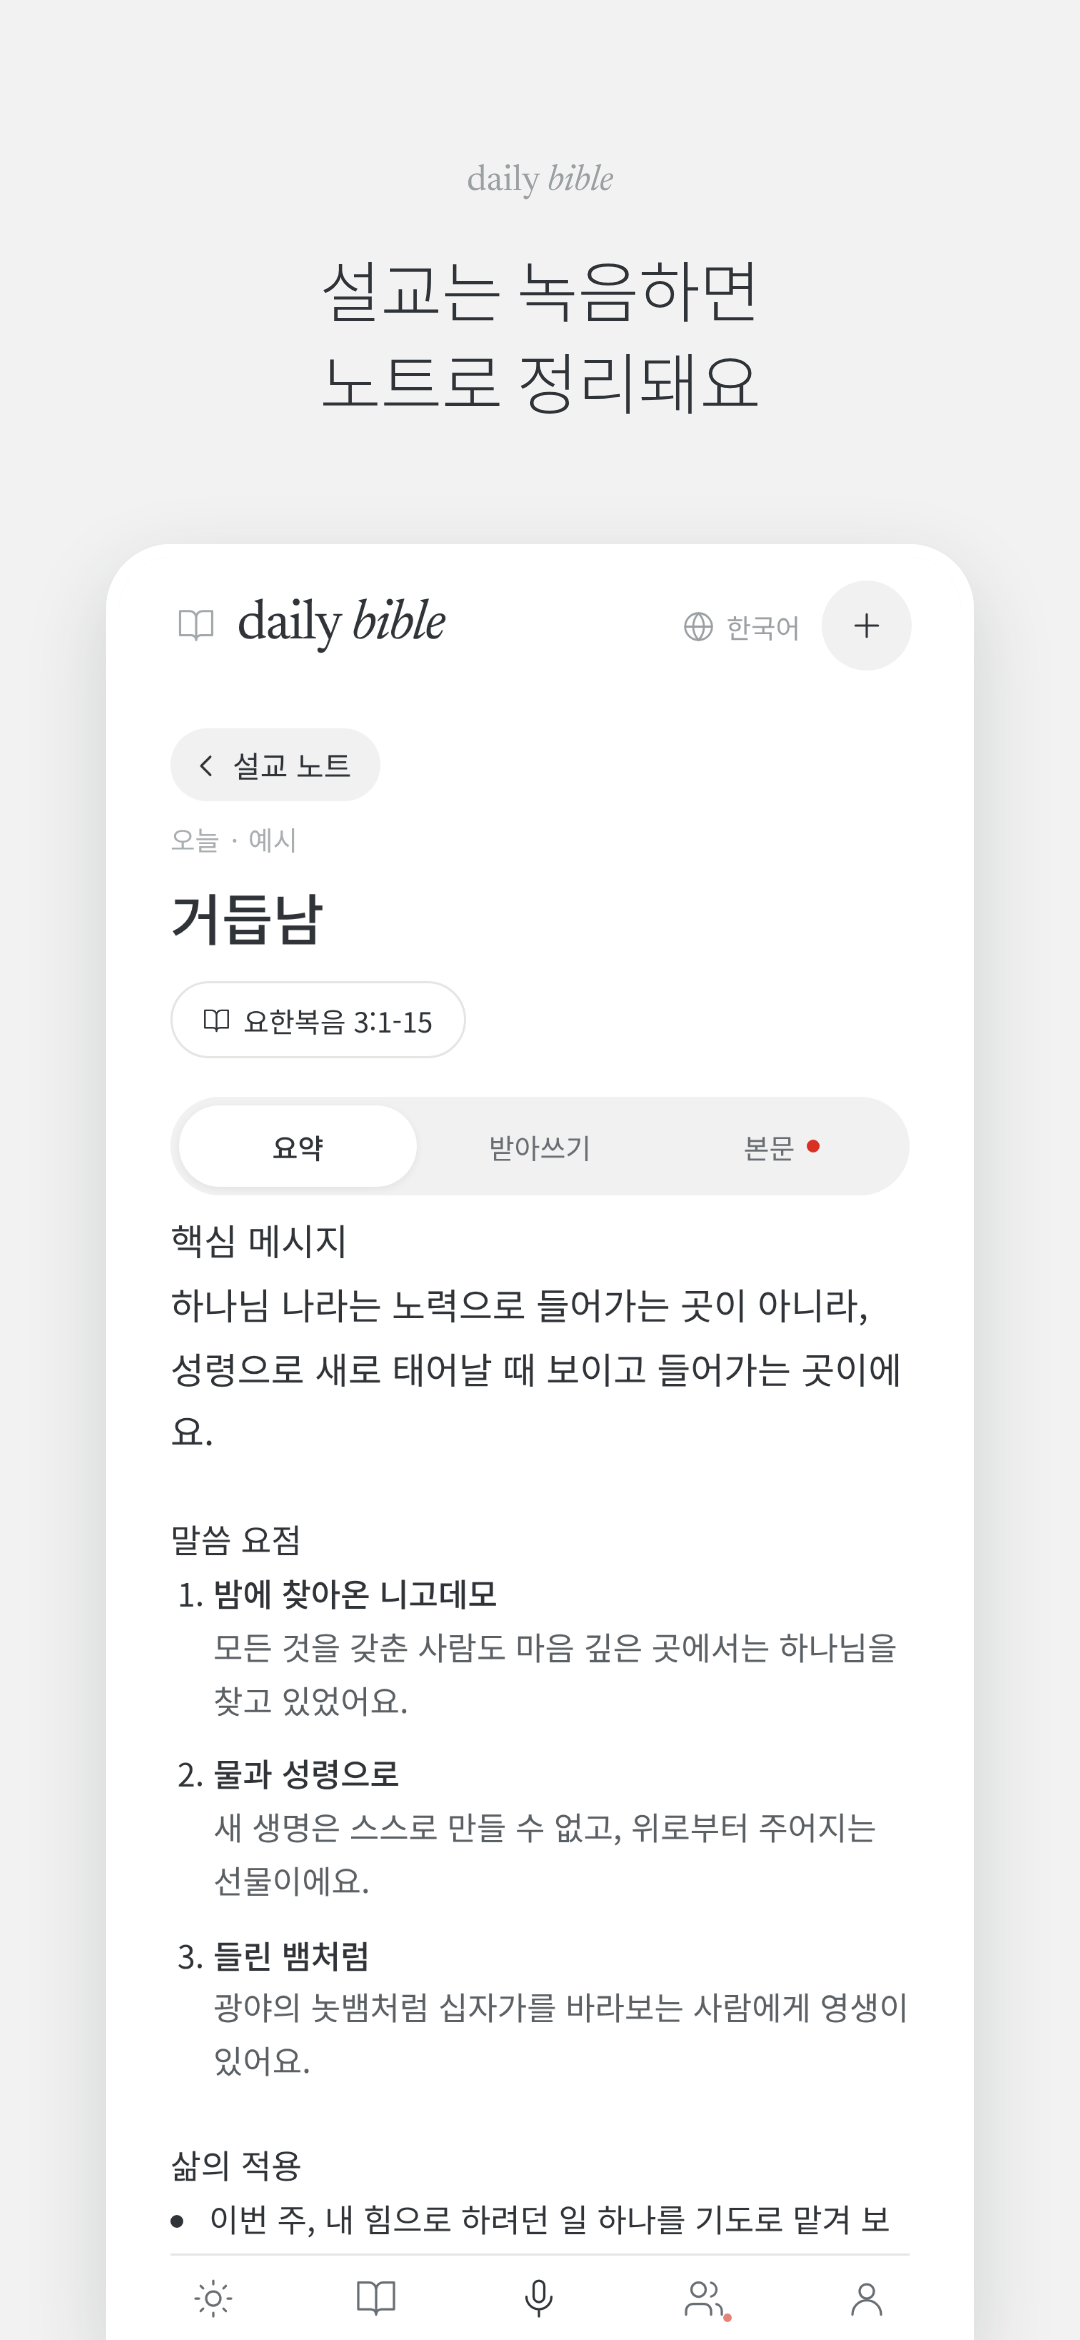 daily bible
설교는 녹음하면
노트로 정리돼요
daily bible
한국어
설교 노트
오늘 · 예시
거듭남
요한복음 3:1-15
요약
받아쓰기
본문
핵심 메시지
하나님 나라는 노력으로 들어가는 곳이 아니라,
성령으로 새로 태어날 때 보이고 들어가는 곳이에
요.
말씀 요점
1. 밤에 찾아온 니고데모
모든 것을 갖춘 사람도 마음 깊은 곳에서는 하나님을
찾고 있었어요.
2. 물과 성령으로
새 생명은 스스로 만들 수 없고, 위로부터 주어지는
선물이에요.
3. 들린 뱀처럼
광야의 놋뱀처럼 십자가를 바라보는 사람에게 영생이
있어요.
삶의 적용
• 이번 주, 내 힘으로 하려던 일 하나를 기도로 맡겨 보